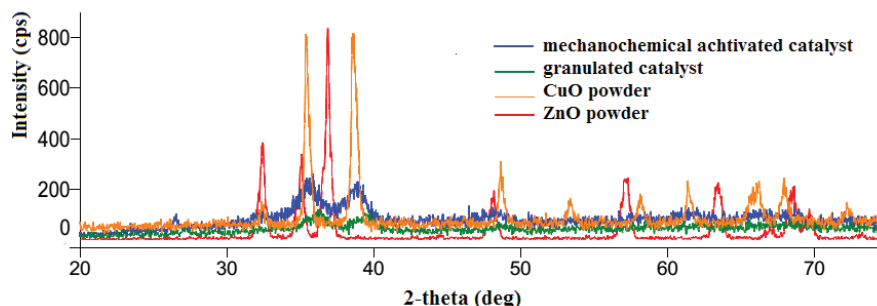 Intensity (cps)
800
600
400
200
0
mechanochemical achtivated catalyst
granulated catalyst
CuO powder
ZnO powder
20 30 40 50 60 70
2-theta (deg)